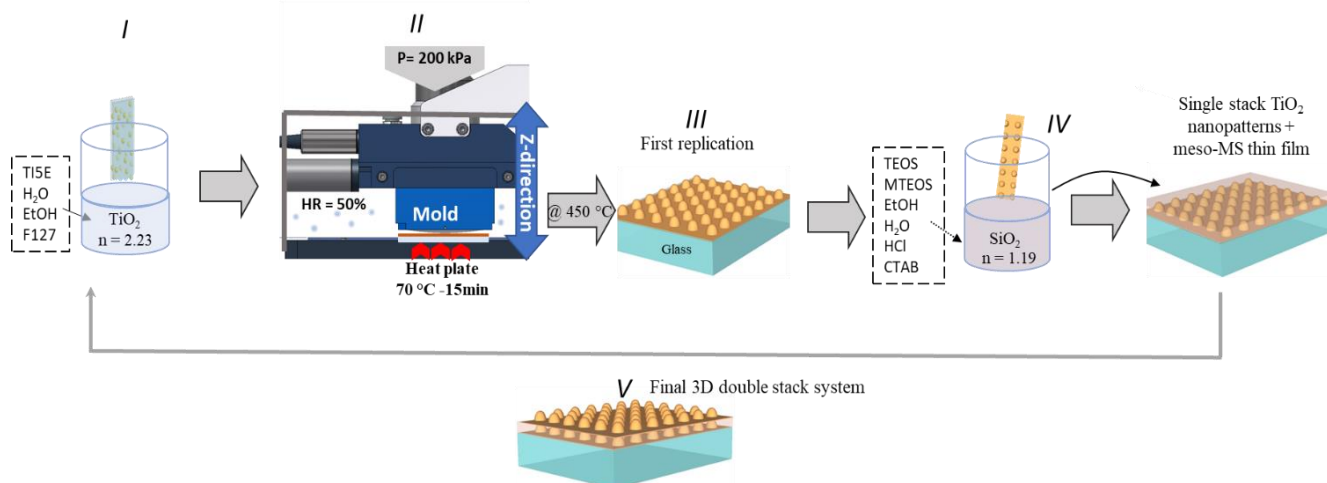 I
TI5E
H₂O
EtOH
F127
TiO₂
n = 2.23
II
P= 200 kPa
Z-direction
HR = 50%
Mold
Heat plate
70 °C -15min
@ 450 °C
III
First replication
Glass
TEOS
MTEOS
EtOH
H₂O
HCl
CTAB
IV
SiO₂
n = 1.19
Single stack TiO₂
nanopatterns +
meso-MS thin film
V Final 3D double stack system